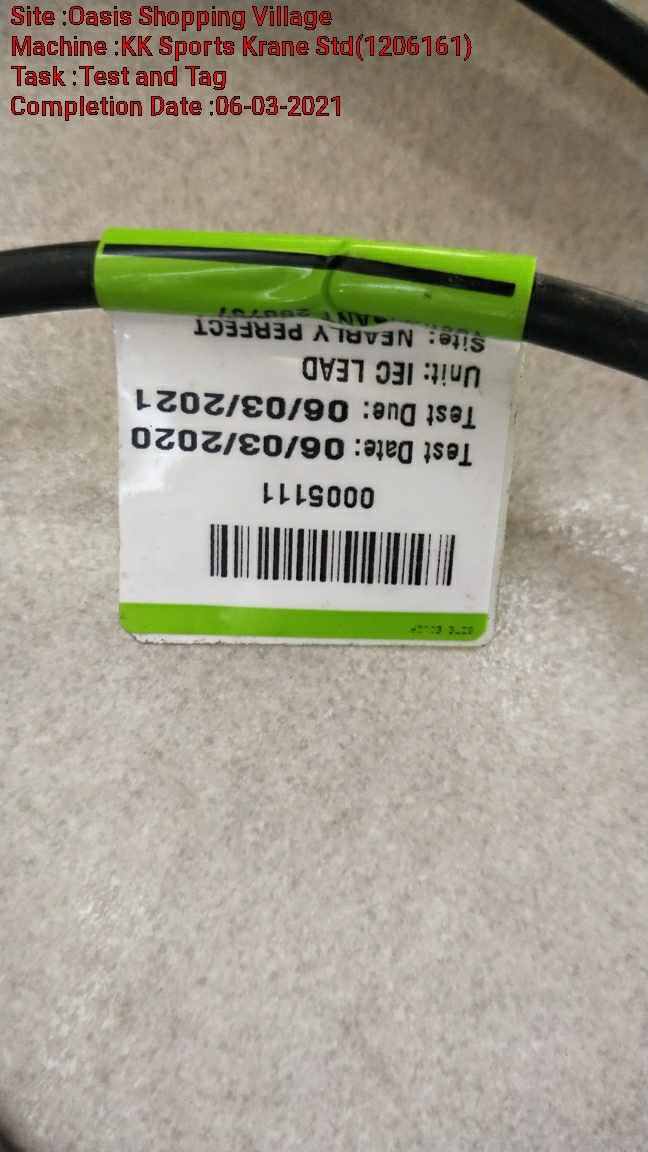 Site :Oasis Shopping Village
Machine :KK Sports Krane Std(1206161)
Task :Test and Tag
Completion Date :06-03-2021
0005111
Test Date: 06/03/2020
Test Due: 06/03/2021
Unit: IEC LEAD
Site: NEARLY PERFECT